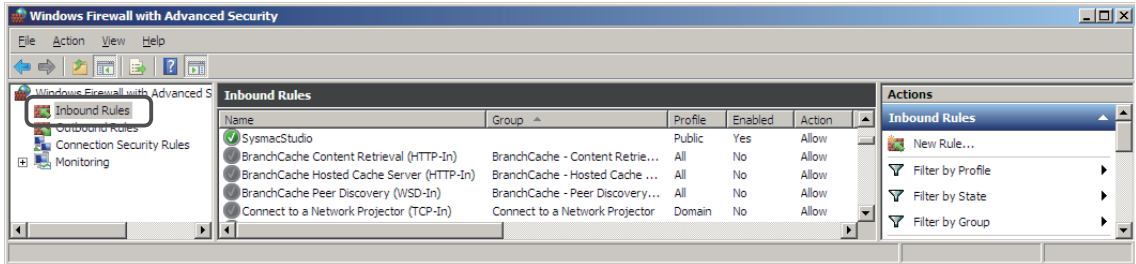 Windows Firewall with Advanced Security
File Action View Help
Windows Firewall with Advanced S
Inbound Rules
Outbound Rules
Connection Security Rules
Monitoring
Inbound Rules
Name Group Profile Enabled Action
SysmacStudio Public Yes Allow
BranchCache Content Retrieval (HTTP-In) BranchCache - Content Retrie... All No Allow
BranchCache Hosted Cache Server (HTTP-In) BranchCache - Hosted Cache ... All No Allow
BranchCache Peer Discovery (WSD-In) BranchCache - Peer Discovery... All No Allow
Connect to a Network Projector (TCP-In) Connect to a Network Projector Domain No Allow
Actions
Inbound Rules
New Rule...
Filter by Profile
Filter by State
Filter by Group